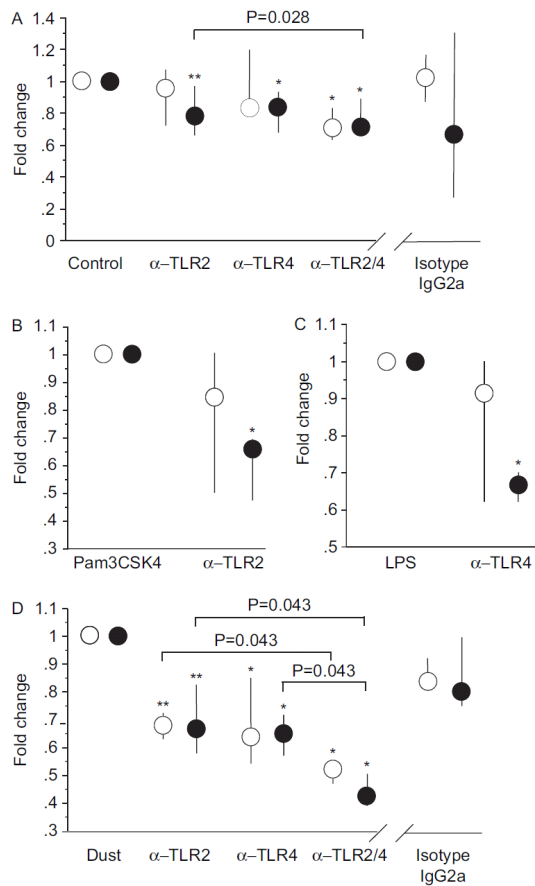 A
P=0.028
1.4
1.2
1
.8
.6
.4
.2
0
Fold change
** * * *
Control α–TLR2 α–TLR4 α–TLR2/4 Isotype
IgG2a
B
1.1
1
.9
.8
.7
.6
.5
.4
.3
Fold change
*
Pam3CSK4 α–TLR2
C
1.1
1
.9
.8
.7
.6
.5
Fold change
*
LPS α–TLR4
D
P=0.043
P=0.043
P=0.043
1.1
1
.9
.8
.7
.6
.5
.4
.3
Fold change
** ** * * * *
Dust α–TLR2 α–TLR4 α–TLR2/4 Isotype
IgG2a